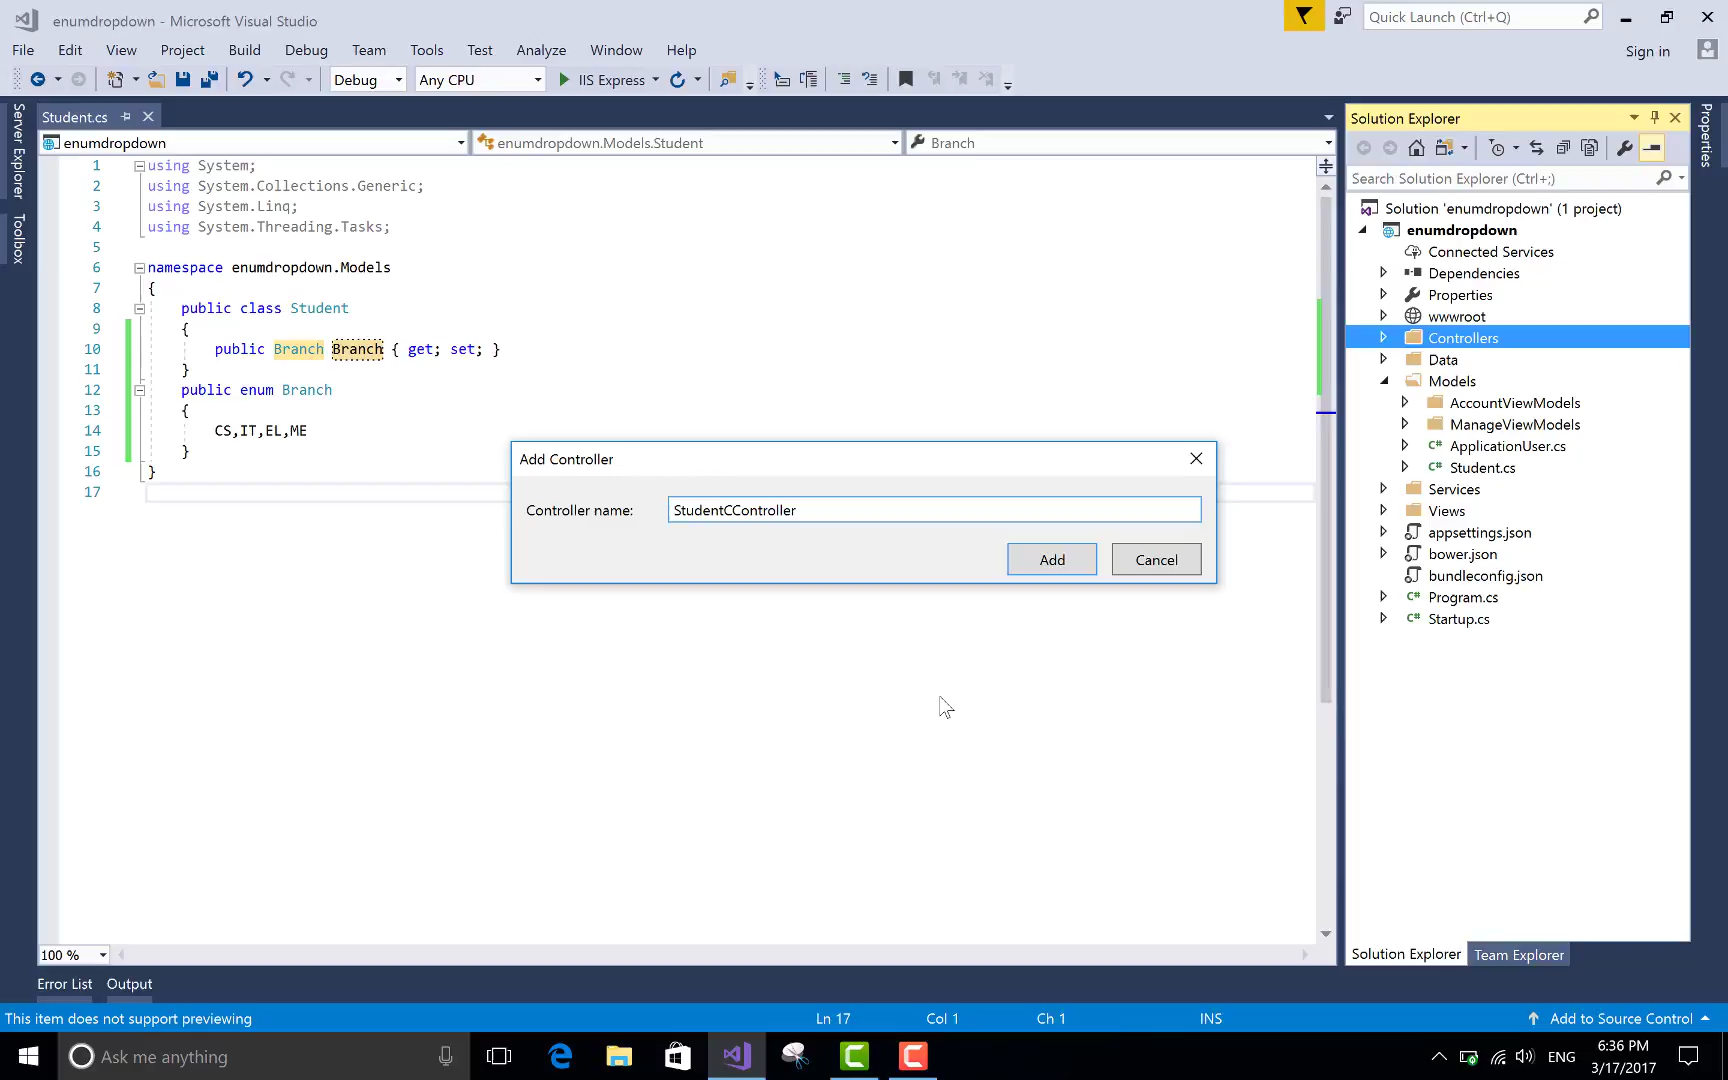 enumdropdown - Microsoft Visual Studio
Quick Launch (Ctrl+Q)
File Edit View Project Build Debug Team Tools Test Analyze Window Help
Sign in
Debug Any CPU IIS Express
Server Explorer
Toolbox
Student.cs
enumdropdown enumdropdown.Models.Student Branch
1 using System;
2 using System.Collections.Generic;
3 using System.Linq;
4 using System.Threading.Tasks;
5
6 namespace enumdropdown.Models
7 {
8 public class Student
9 {
10 public Branch Branch { get; set; }
11 }
12 public enum Branch
13 {
14 CS,IT,EL,ME
15 }
16 }
17
Add Controller
Controller name: StudentCController
Add Cancel
100 %
Solution Explorer
Search Solution Explorer (Ctrl+;)
Solution 'enumdropdown' (1 project)
enumdropdown
Connected Services
Dependencies
Properties
wwwroot
Controllers
Data
Models
AccountViewModels
ManageViewModels
C# ApplicationUser.cs
C# Student.cs
Services
Views
appsettings.json
bower.json
bundleconfig.json
C# Program.cs
C# Startup.cs
Solution Explorer Team Explorer
Properties
Error List Output
This item does not support previewing Ln 17 Col 1 Ch 1 INS Add to Source Control
Ask me anything
ENG
6:36 PM
3/17/2017